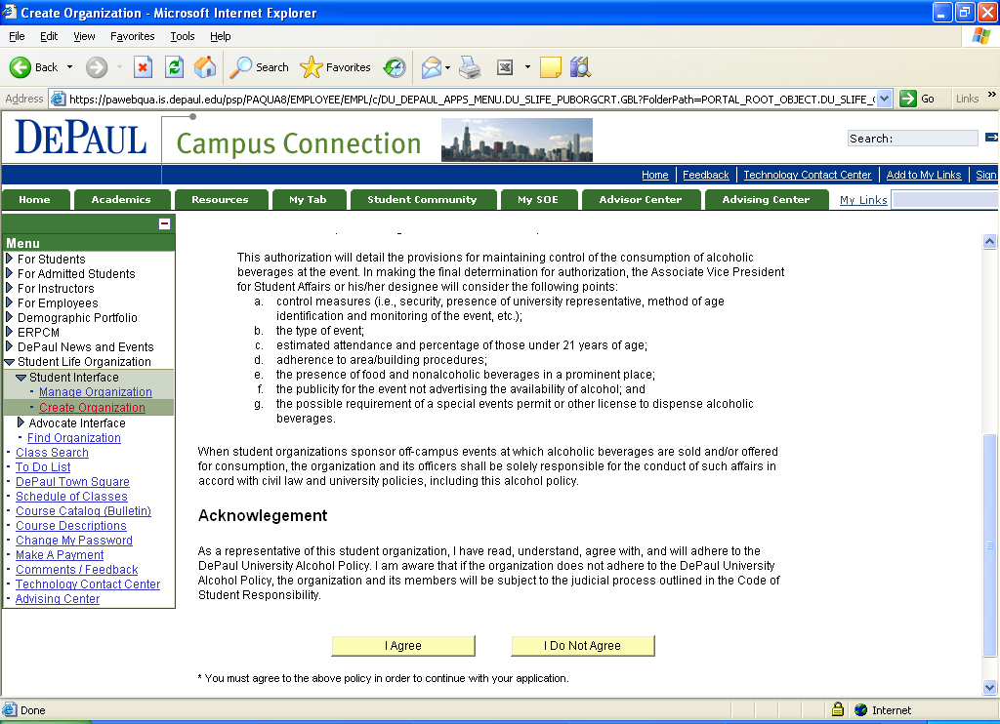 Create Organization - Microsoft Internet Explorer
File Edit View Favorites Tools Help
Back Search Favorites
Address https://pawebqua.is.depaul.edu/psp/PAQUA8/EMPLOYEE/EMPL/c/DU_DEPAUL_APPS_MENU.DU_SLIFE_PUBORGCRT.GBL?FolderPath=PORTAL_ROOT_OBJECT.DU_SLIFE_ Go Links »
DEPAUL Campus Connection Search:
Home Feedback Technology Contact Center Add to My Links Sign
Home Academics Resources My Tab Student Community My SOE Advisor Center Advising Center My Links
Menu
For Students
For Admitted Students
For Instructors
For Employees
Demographic Portfolio
ERPCM
DePaul News and Events
Student Life Organization
Student Interface
- Manage Organization
- Create Organization
Advocate Interface
- Find Organization
- Class Search
- To Do List
- DePaul Town Square
- Schedule of Classes
- Course Catalog (Bulletin)
- Course Descriptions
- Change My Password
- Make A Payment
- Comments / Feedback
- Technology Contact Center
- Advising Center
This authorization will detail the provisions for maintaining control of the consumption of alcoholic
beverages at the event. In making the final determination for authorization, the Associate Vice President
for Student Affairs or his/her designee will consider the following points:
a. control measures (i.e., security, presence of university representative, method of age
identification and monitoring of the event, etc.);
b. the type of event;
c. estimated attendance and percentage of those under 21 years of age;
d. adherence to area/building procedures;
e. the presence of food and nonalcoholic beverages in a prominent place;
f. the publicity for the event not advertising the availability of alcohol; and
g. the possible requirement of a special events permit or other license to dispense alcoholic
beverages.
When student organizations sponsor off-campus events at which alcoholic beverages are sold and/or offered
for consumption, the organization and its officers shall be solely responsible for the conduct of such affairs in
accord with civil law and university policies, including this alcohol policy.
Acknowlegement
As a representative of this student organization, I have read, understand, agree with, and will adhere to the
DePaul University Alcohol Policy. I am aware that if the organization does not adhere to the DePaul University
Alcohol Policy, the organization and its members will be subject to the judicial process outlined in the Code of
Student Responsibility.
I Agree I Do Not Agree
* You must agree to the above policy in order to continue with your application.
Done Internet